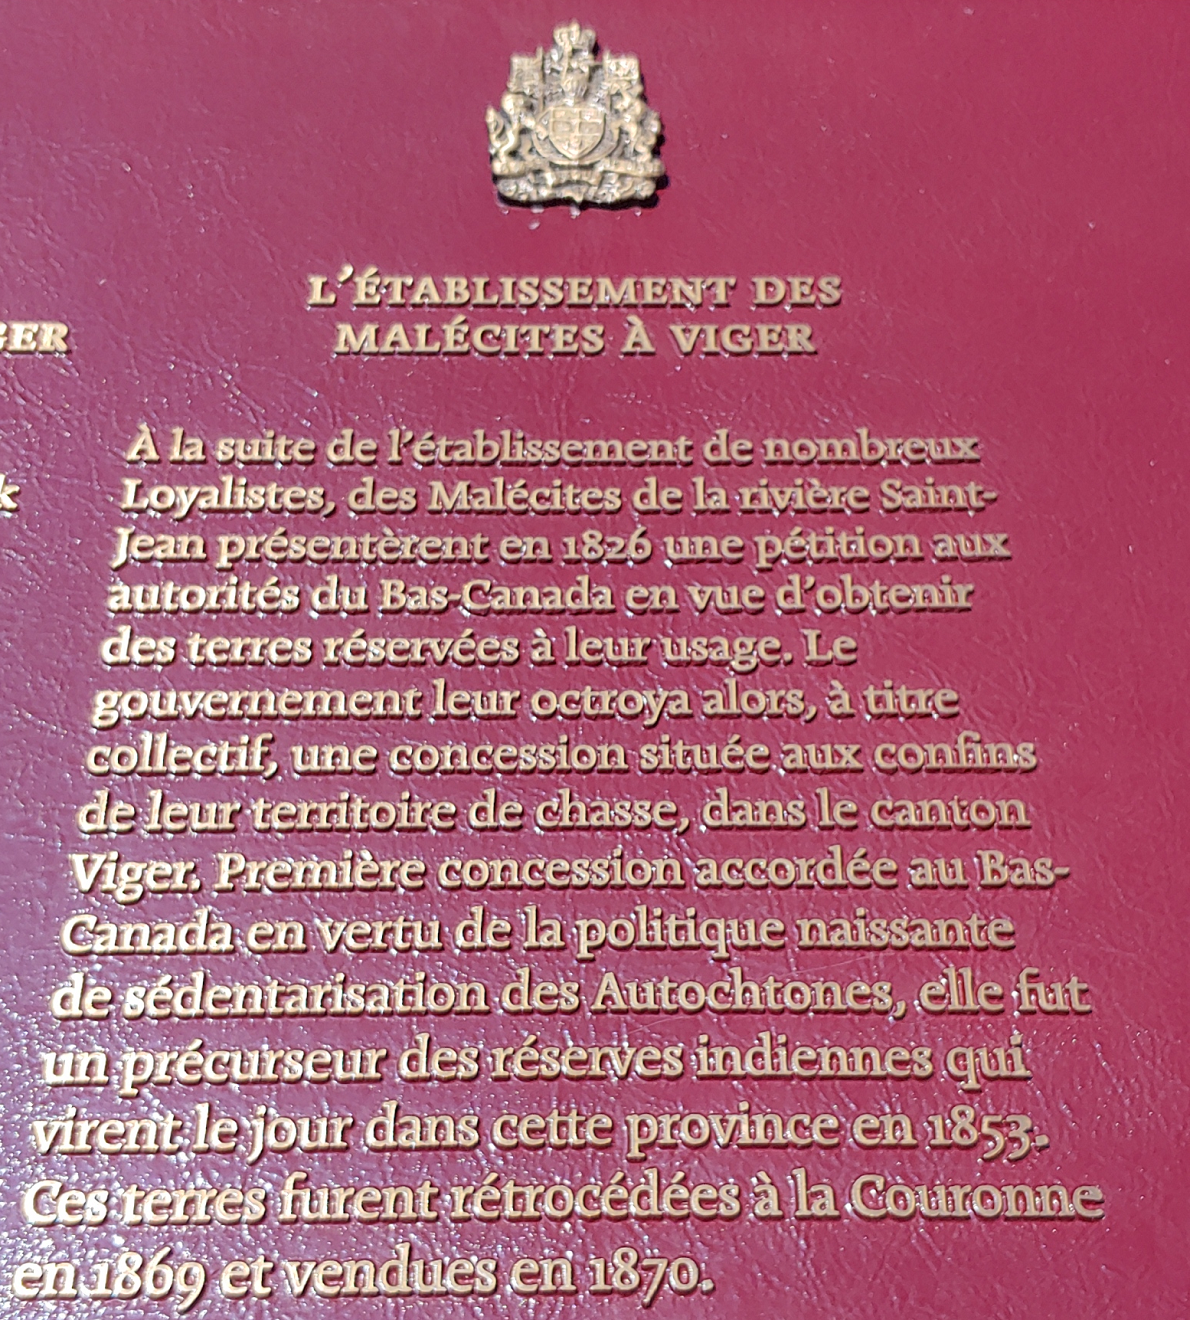 L'ÉTABLISSEMENT DES
MALÉCITES À VIGER
À la suite de l'établissement de nombreux
Loyalistes, des Malécites de la rivière Saint-
Jean présentèrent en 1826 une pétition aux
autorités du Bas-Canada en vue d'obtenir
des terres réservées à leur usage. Le
gouvernement leur octroya alors, à titre
collectif, une concession située aux confins
de leur territoire de chasse, dans le canton
Viger. Première concession accordée au Bas-
Canada en vertu de la politique naissante
de sédentarisation des Autochtones, elle fut
un précurseur des réserves indiennes qui
virent le jour dans cette province en 1853.
Ces terres furent rétrocédées à la Couronne
en 1869 et vendues en 1870.